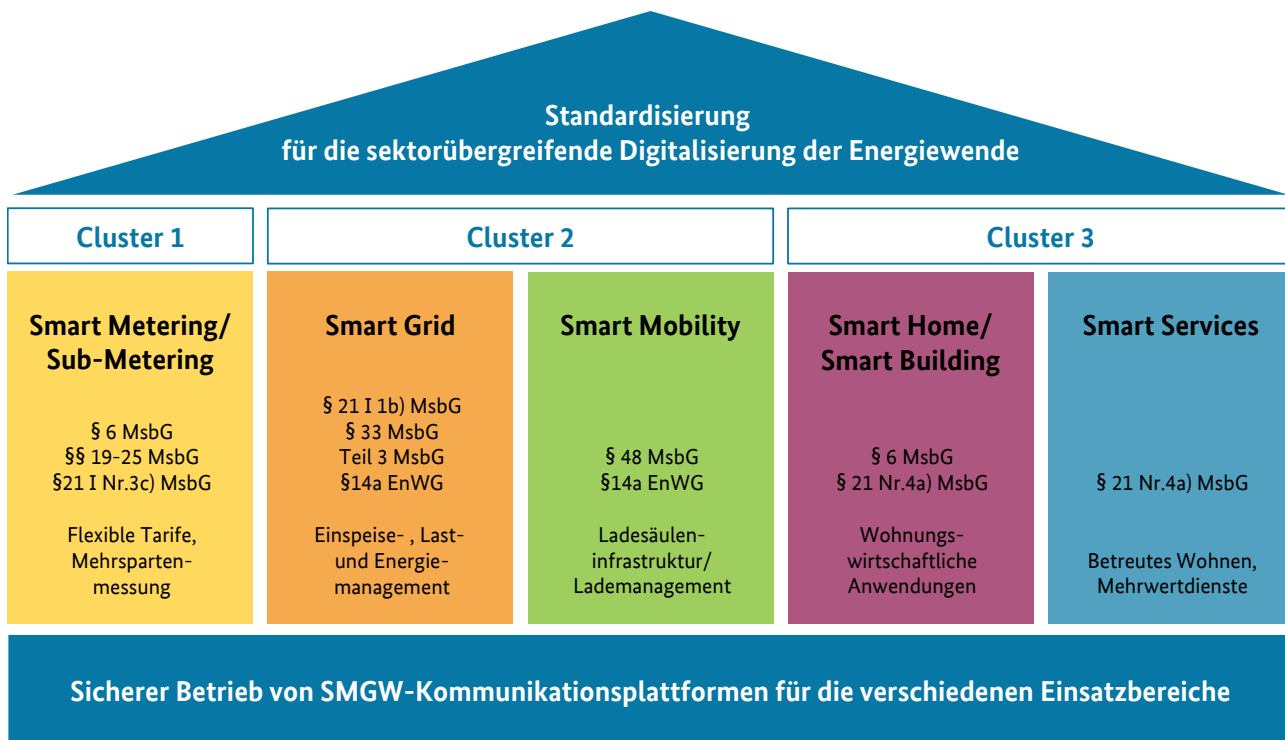 Standardisierung
für die sektorübergreifende Digitalisierung der Energiewende
Cluster 1
Cluster 2
Cluster 3
Smart Metering/
Sub-Metering
§ 6 MsbG
§§ 19-25 MsbG
§21 I Nr.3c) MsbG
Flexible Tarife,
Mehrsparten-
messung
Smart Grid
§ 21 I 1b) MsbG
§ 33 MsbG
Teil 3 MsbG
§14a EnWG
Einspeise- , Last-
und Energie-
management
Smart Mobility
§ 48 MsbG
§14a EnWG
Ladesäulen-
infrastruktur/
Lademanagement
Smart Home/
Smart Building
§ 6 MsbG
§ 21 Nr.4a) MsbG
Wohnungs-
wirtschaftliche
Anwendungen
Smart Services
§ 21 Nr.4a) MsbG
Betreutes Wohnen,
Mehrwertdienste
Sicherer Betrieb von SMGW-Kommunikationsplattformen für die verschiedenen Einsatzbereiche